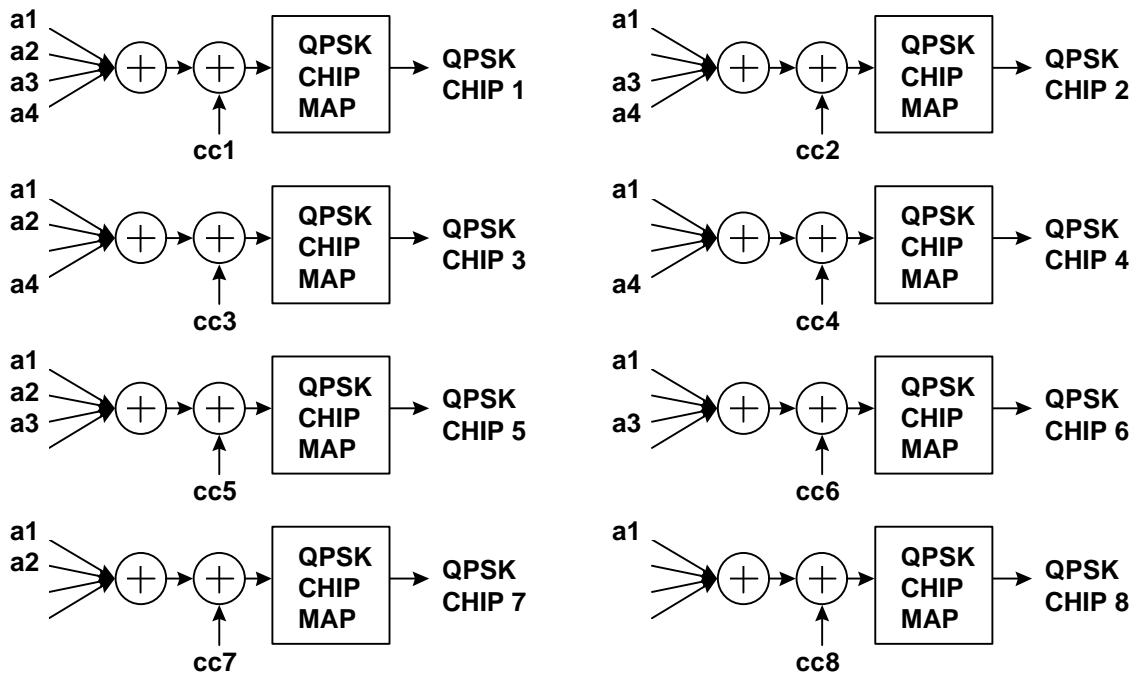 a1
a2
a3
a4
cc1
QPSK
CHIP
MAP
QPSK
CHIP 1
a1
a3
a4
cc2
QPSK
CHIP
MAP
QPSK
CHIP 2
a1
a2
a4
cc3
QPSK
CHIP
MAP
QPSK
CHIP 3
a1
a4
cc4
QPSK
CHIP
MAP
QPSK
CHIP 4
a1
a2
a3
cc5
QPSK
CHIP
MAP
QPSK
CHIP 5
a1
a3
cc6
QPSK
CHIP
MAP
QPSK
CHIP 6
a1
a2
cc7
QPSK
CHIP
MAP
QPSK
CHIP 7
a1
cc8
QPSK
CHIP
MAP
QPSK
CHIP 8